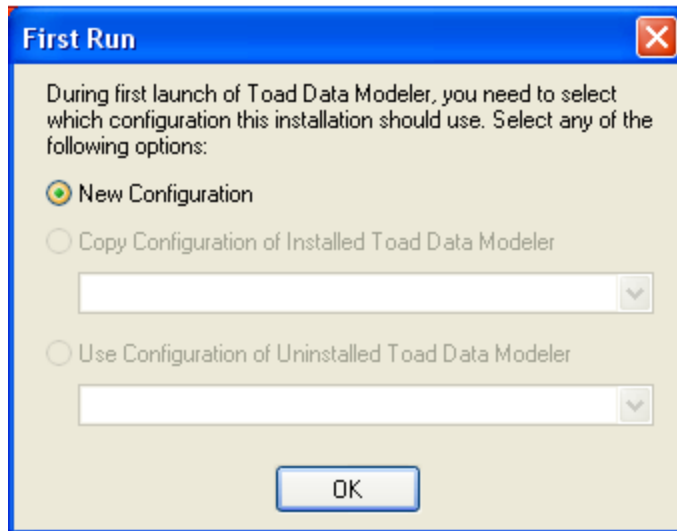 First Run
During first launch of Toad Data Modeler, you need to select
which configuration this installation should use. Select any of the
following options:
New Configuration
Copy Configuration of Installed Toad Data Modeler
Use Configuration of Uninstalled Toad Data Modeler
OK